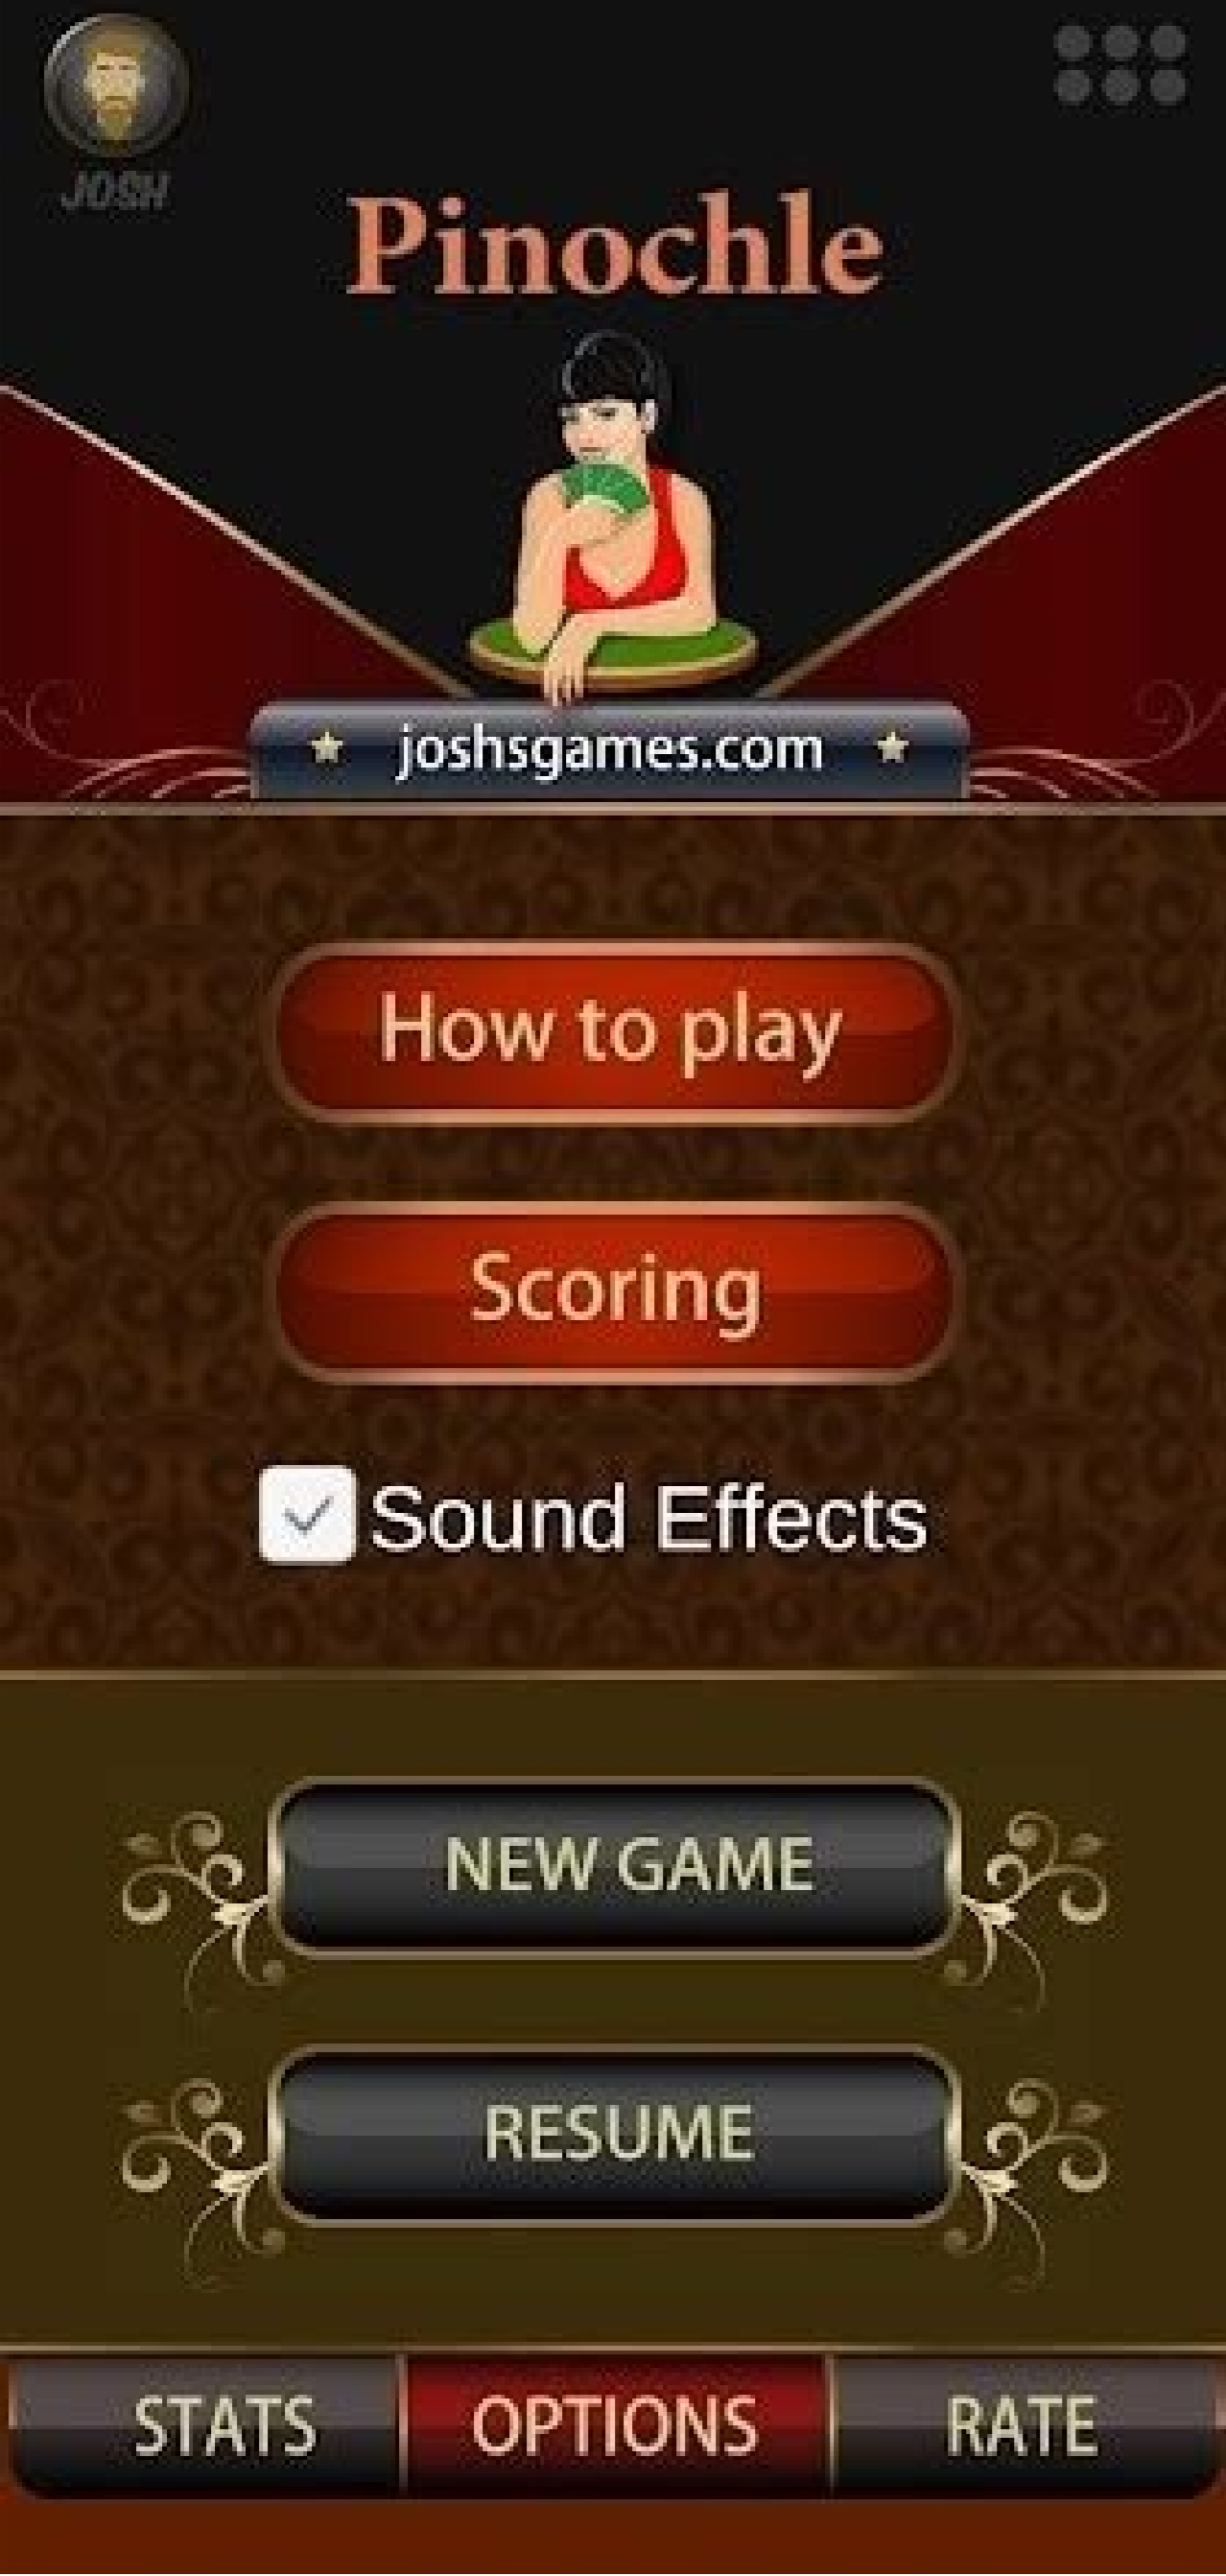 JOSH
Pinochle
joshsgames.com
How to play
Scoring
Sound Effects
NEW GAME
RESUME
STATS OPTIONS RATE